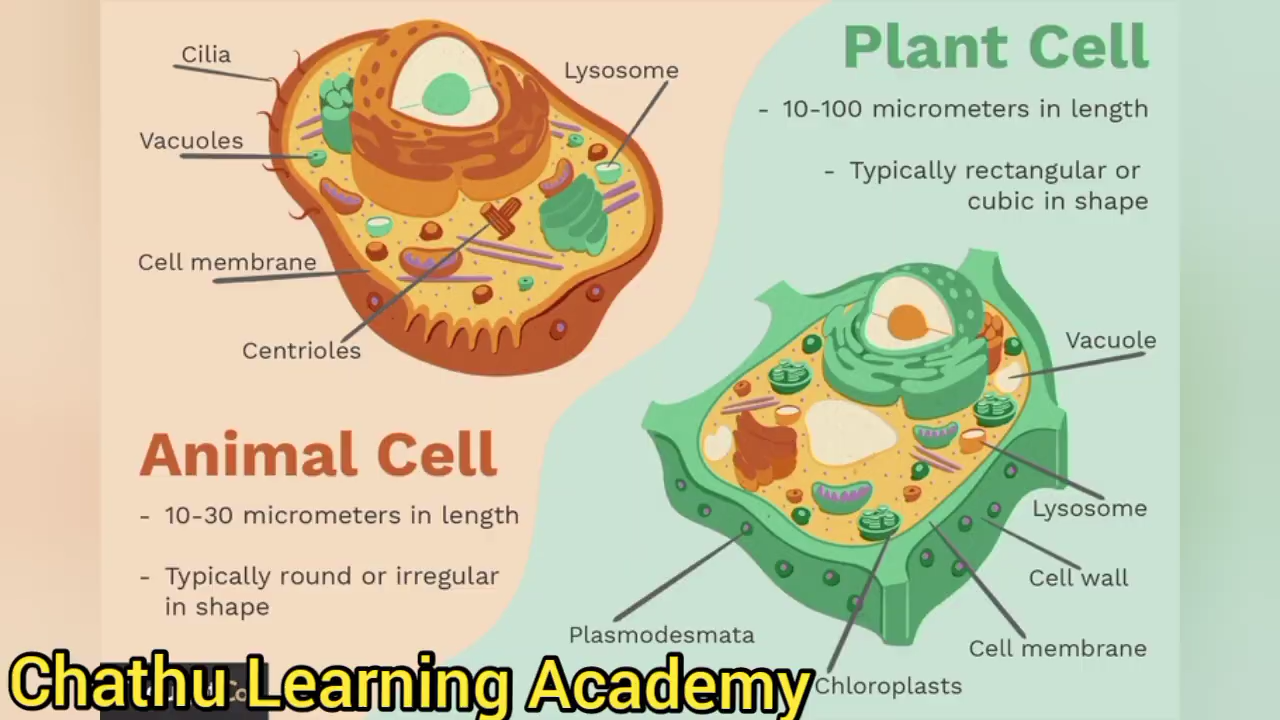 Cilia
Vacuoles
Cell membrane
Centrioles
Lysosome
Animal Cell
- 10-30 micrometers in length
- Typically round or irregular
in shape
Plant Cell
- 10-100 micrometers in length
- Typically rectangular or
cubic in shape
Vacuole
Lysosome
Cell wall
Cell membrane
Chloroplasts
Plasmodesmata
Chathu Learning Academy